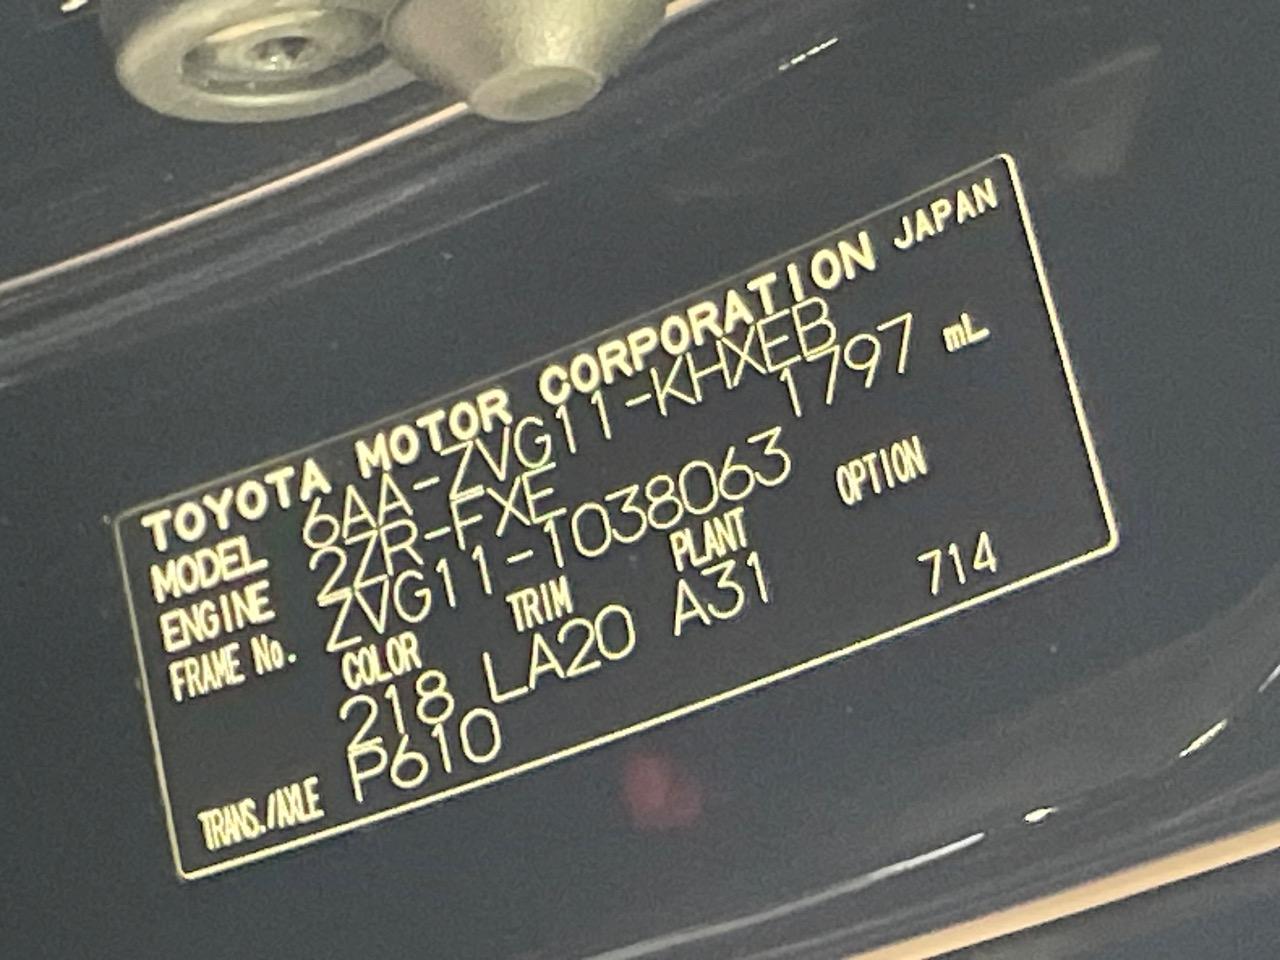 TOYOTA MOTOR CORPORATION JAPAN
MODEL 6AA-ZVG11-KHXEB
ENGINE 2ZR-FXE 1797 mL
FRAME No. ZVG11-1038063
COLOR TRIM PLANT OPTION
218 LA20 A31 714
TRANS./AXLE P610